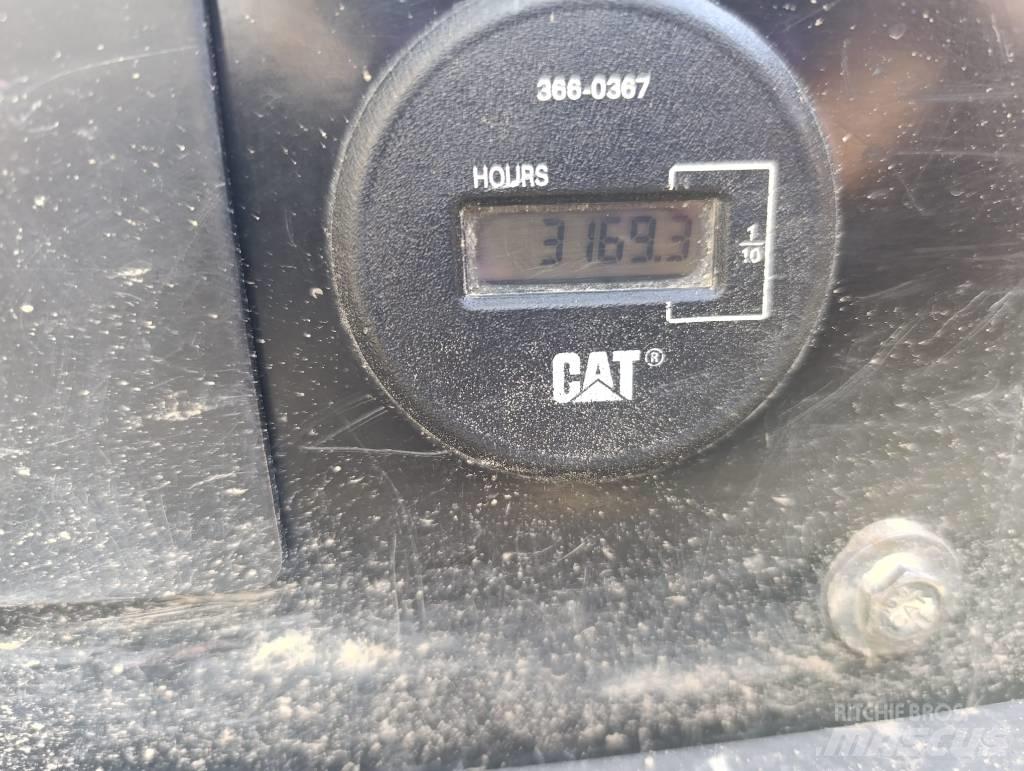 366-0367
HOURS
3169.3
1/10
CAT®
RITCHIE BROS
mascus